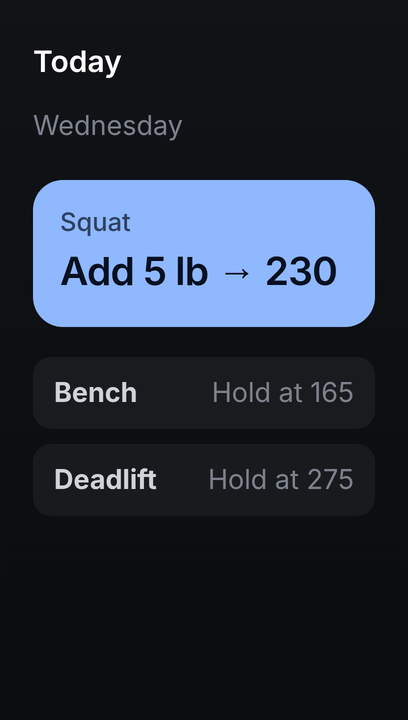 Today
Wednesday
Squat
Add 5 lb → 230
Bench Hold at 165
Deadlift Hold at 275